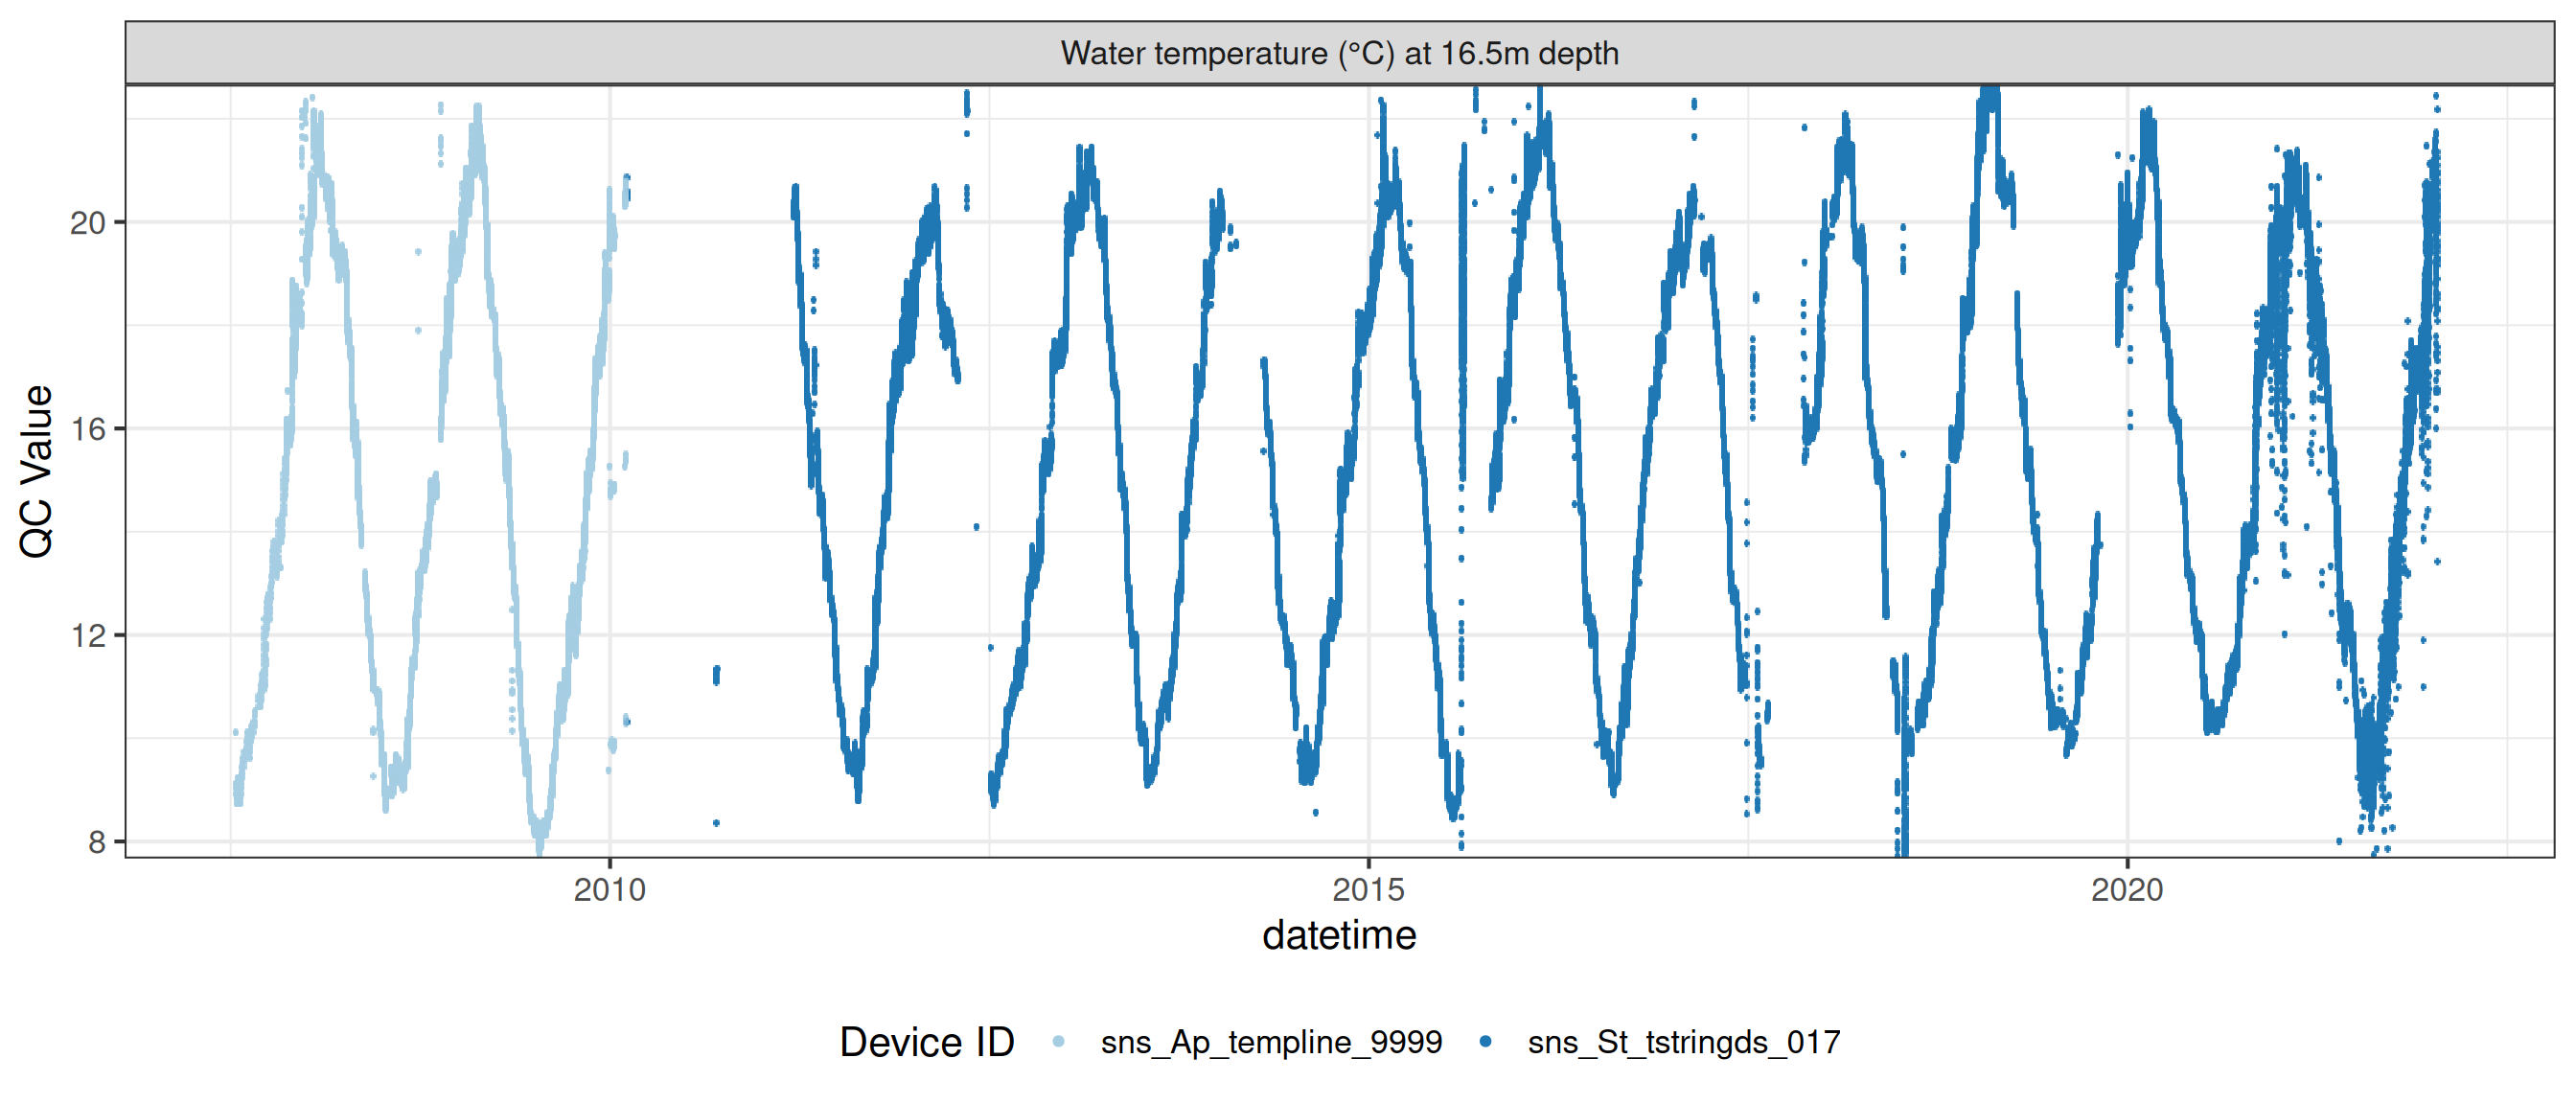 Water temperature (°C) at 16.5m depth
QC Value
20
16
12
8
2010 2015 2020
datetime
Device ID sns_Ap_templine_9999 sns_St_tstringds_017